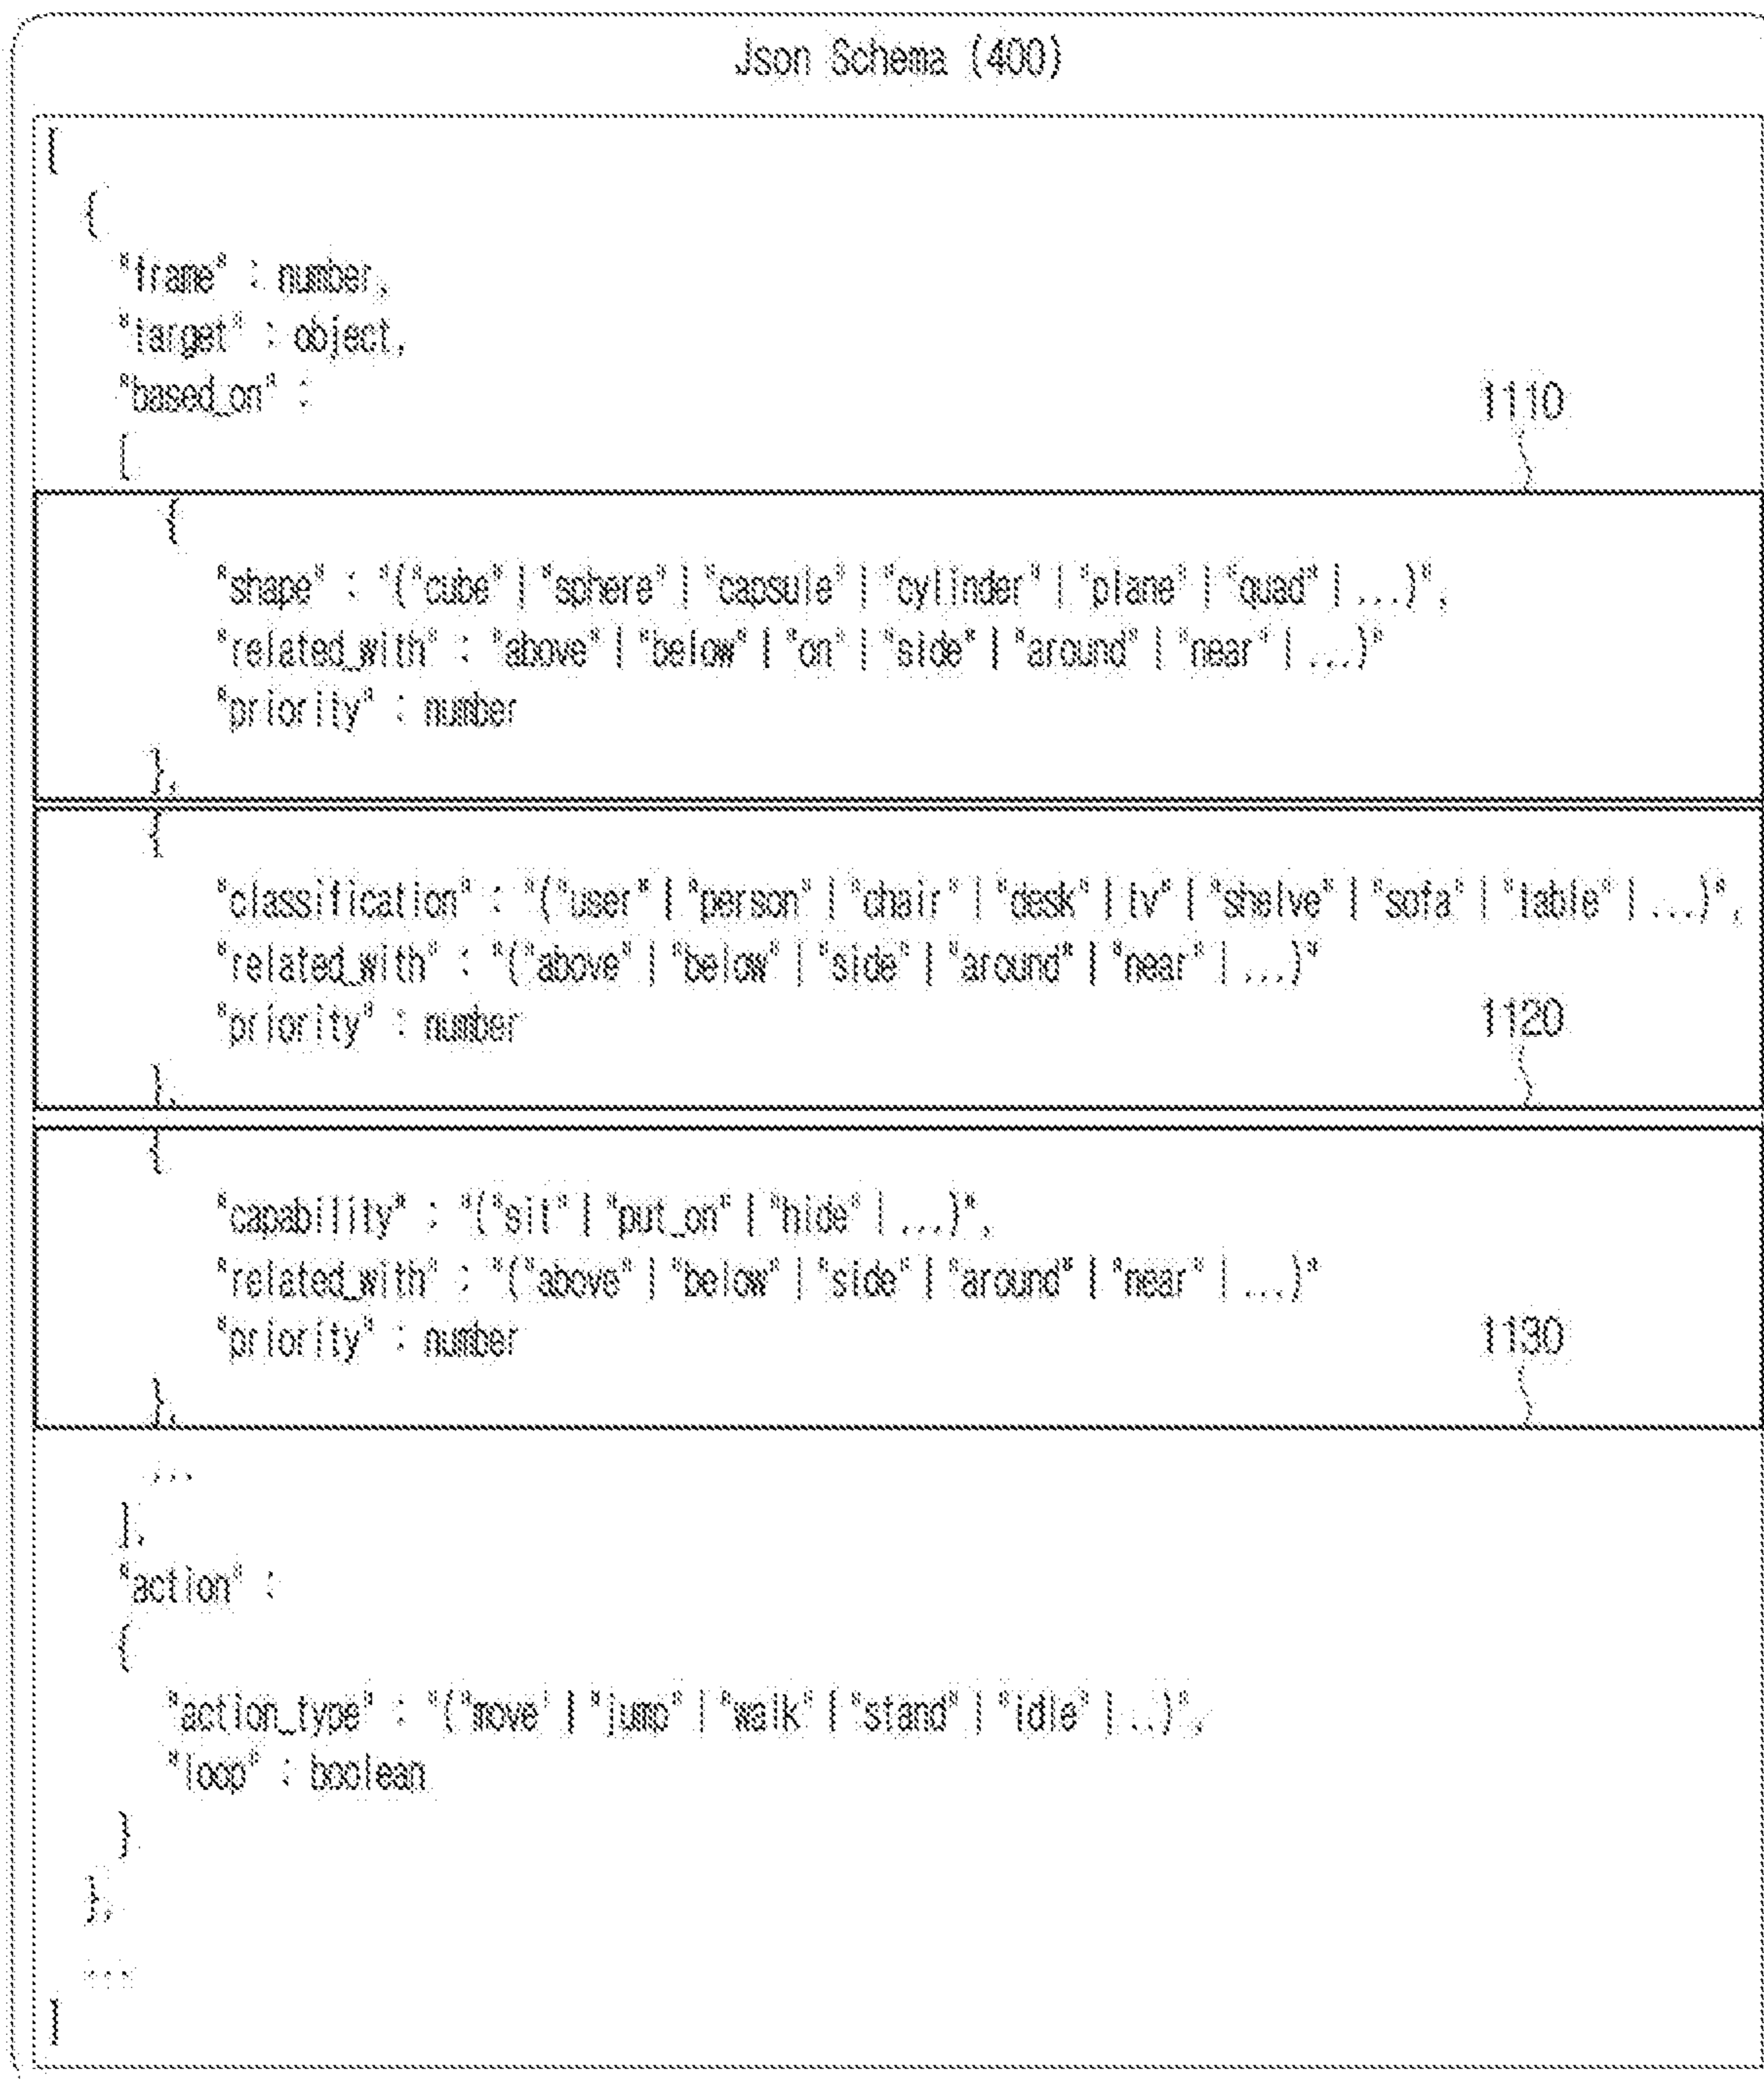 Json Schema (400)
[
{
"frame" : number,
"target" : object,
"based_on" :
1110
[
{
"shape" : "("cube" | "sphere" | "capsule" | "cylinder" | "plane" | "quad" | ...)",
"related_with" : "above" | "below" | "on" | "side" | "around" | "near" | ...)"
"priority" : number
},
{
"classification" : "("user" | "person" | "chair" | "desk" | tv" | "shelve" | "sofa" | "table" | ...)",
"related_with" : "("above" | "below" | "side" | "around" | "near" | ...)"
"priority" : number
1120
},
{
"capability" : "("sit" | "put_on" | "hide" | ...)",
"related_with" : "("above" | "below" | "side" | "around" | "near" | ...)"
"priority" : number
1130
},
...
],
"action" :
{
"action_type" : "("move" | "jump" | "walk" | "stand" | "idle" | ..)",
"loop" : boolean
}
},
...
]